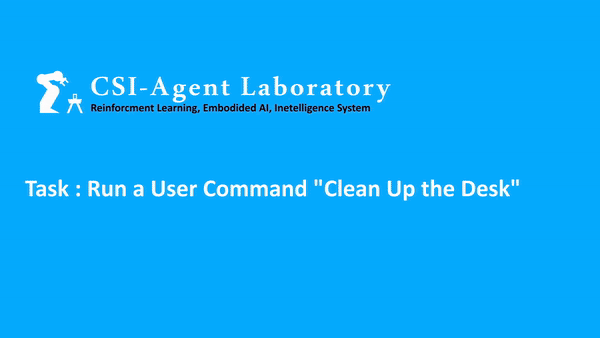 CSI-Agent Laboratory
Reinforcment Learning, Embodided AI, Inetelligence System
Task : Run a User Command "Clean Up the Desk"